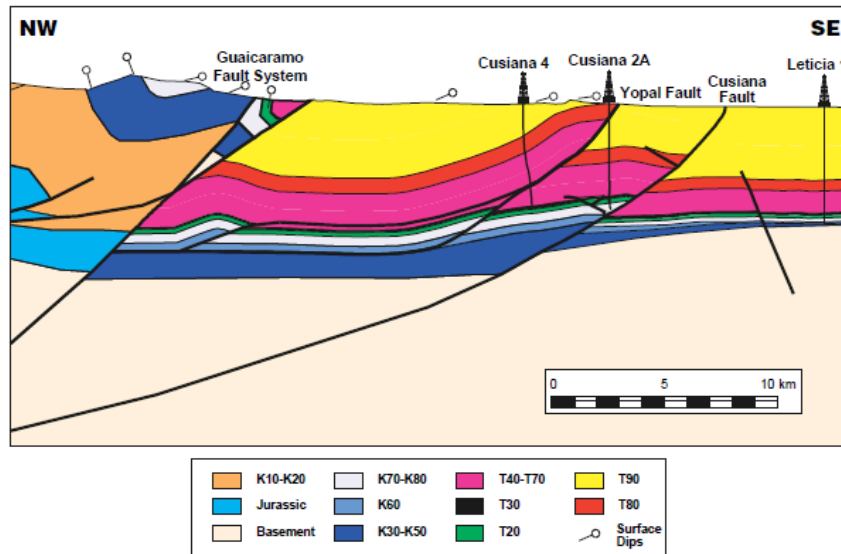 NW
SE
Guaicaramo
Fault System
Cusiana 4
Cusiana 2A
Yopal Fault
Cusiana
Fault
Leticia 1
0
5
10 km
K10-K20
K70-K80
T40-T70
T90
Jurassic
K60
T30
T80
Basement
K30-K50
T20
Surface
Dips